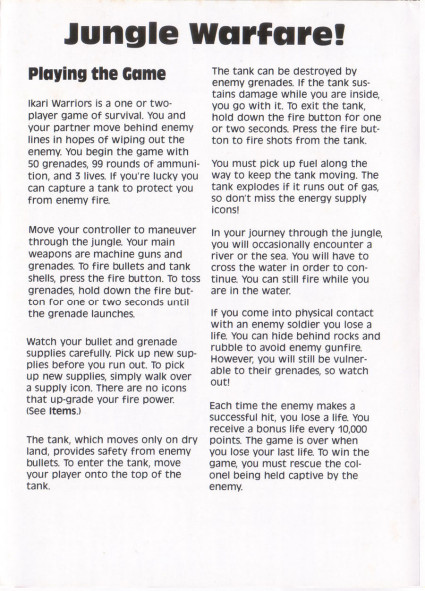 Jungle Warfare!
Playing the Game
Ikari Warriors is a one or two-
player game of survival. You and
your partner move behind enemy
lines in hopes of wiping out the
enemy. You begin the game with
50 grenades, 99 rounds of ammuni-
tion, and 3 lives. If you're lucky you
can capture a tank to protect you
from enemy fire.
Move your controller to maneuver
through the jungle. Your main
weapons are machine guns and
grenades. To fire bullets and tank
shells, press the fire button. To toss
grenades, hold down the fire but-
ton for one or two seconds until
the grenade launches.
Watch your bullet and grenade
supplies carefully. Pick up new sup-
plies before you run out. To pick
up new supplies, simply walk over
a supply icon. There are no icons
that up-grade your fire power.
(See Items.)
The tank, which moves only on dry
land, provides safety from enemy
bullets. To enter the tank, move
your player onto the top of the
tank.
The tank can be destroyed by
enemy grenades. If the tank sus-
tains damage while you are inside,
you go with it. To exit the tank,
hold down the fire button for one
or two seconds. Press the fire but-
ton to fire shots from the tank.
You must pick up fuel along the
way to keep the tank moving. The
tank explodes if it runs out of gas,
so don't miss the energy supply
icons!
In your journey through the jungle,
you will occasionally encounter a
river or the sea. You will have to
cross the water in order to con-
tinue. You can still fire while you
are in the water.
If you come into physical contact
with an enemy soldier you lose a
life. You can hide behind rocks and
rubble to avoid enemy gunfire.
However, you will still be vulner-
able to their grenades, so watch
out!
Each time the enemy makes a
successful hit, you lose a life. You
receive a bonus life every 10,000
points. The game is over when
you lose your last life. To win the
game, you must rescue the col-
onel being held captive by the
enemy.